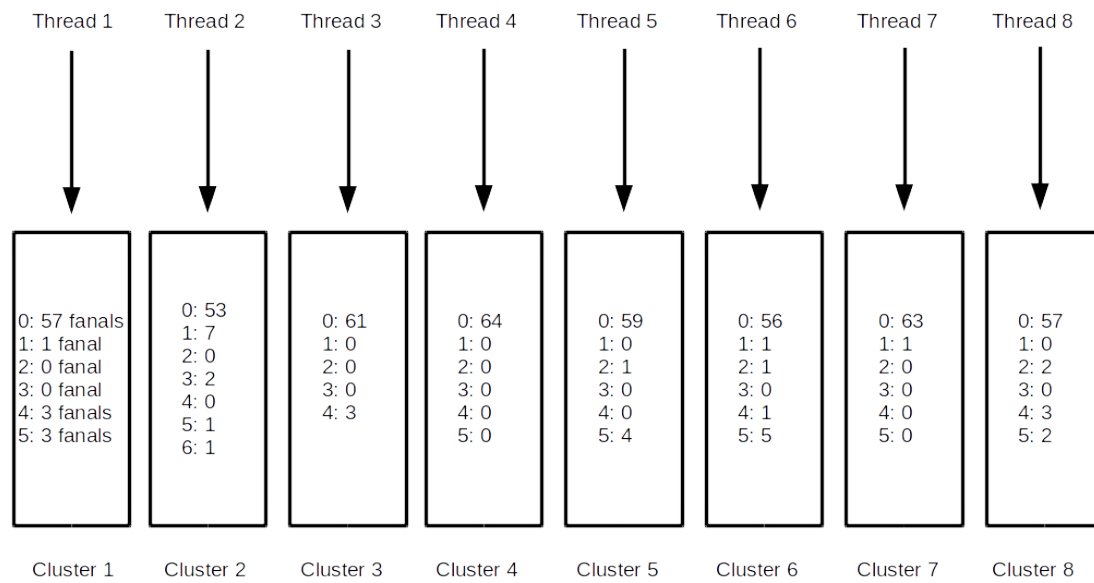 Thread 1
Thread 2
Thread 3
Thread 4
Thread 5
Thread 6
Thread 7
Thread 8
0: 57 fanals
1: 1 fanal
2: 0 fanal
3: 0 fanal
4: 3 fanals
5: 3 fanals
0: 53
1: 7
2: 0
3: 2
4: 0
5: 1
6: 1
0: 61
1: 0
2: 0
3: 0
4: 3
0: 64
1: 0
2: 0
3: 0
4: 0
5: 0
0: 59
1: 0
2: 1
3: 0
4: 0
5: 4
0: 56
1: 1
2: 1
3: 0
4: 1
5: 5
0: 63
1: 1
2: 0
3: 0
4: 0
5: 0
0: 57
1: 0
2: 2
3: 0
4: 3
5: 2
Cluster 1
Cluster 2
Cluster 3
Cluster 4
Cluster 5
Cluster 6
Cluster 7
Cluster 8